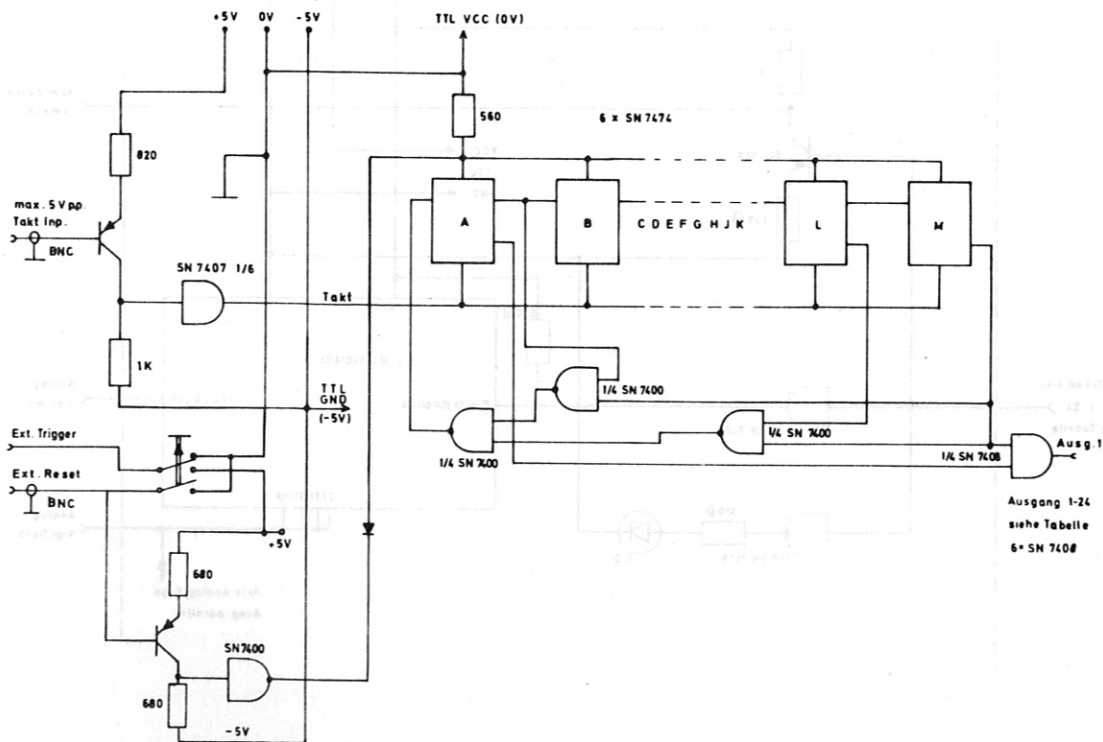 +5V 0V -5V
TTL VCC (0V)
560
6 x SN 7474
820
max. 5 V pp.
Takt Inp.
BNC
A
B
C D E F G H J K
L
M
SN 7407 1/6
Takt
1K
TTL
GND
(-5V)
1/4 SN 7400
1/4 SN 7400
1/4 SN 7400
1/4 SN 7408
Ausg.1
Ext. Trigger
Ext. Reset
BNC
+5V
Ausgang 1-24
siehe Tabelle
6* SN 7408
680
SN7400
680
-5V